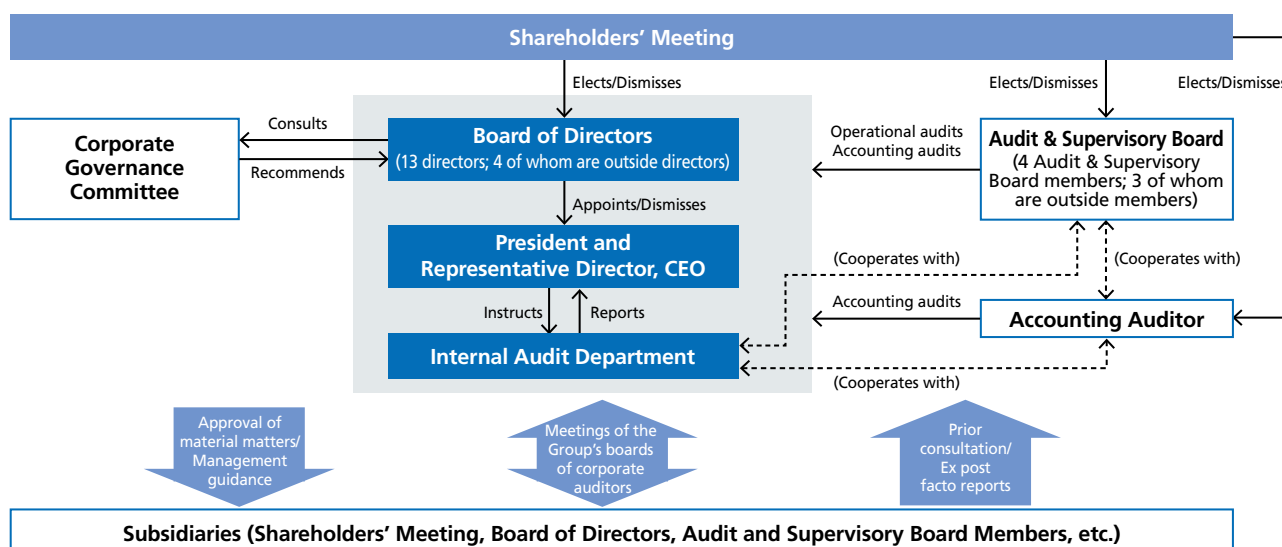 Shareholders’ Meeting
Elects/Dismisses
Elects/Dismisses
Elects/Dismisses
Corporate
Governance
Committee
Consults
Recommends
Board of Directors
(13 directors; 4 of whom are outside directors)
Operational audits
Accounting audits
Audit & Supervisory Board
(4 Audit & Supervisory
Board members; 3 of whom
are outside members)
Appoints/Dismisses
President and
Representative Director, CEO
(Cooperates with)
(Cooperates with)
Instructs
Reports
Accounting audits
Accounting Auditor
Internal Audit Department
(Cooperates with)
Approval of
material matters/
Management
guidance
Meetings of the
Group’s boards
of corporate
auditors
Prior
consultation/
Ex post
facto reports
Subsidiaries (Shareholders’ Meeting, Board of Directors, Audit and Supervisory Board Members, etc.)